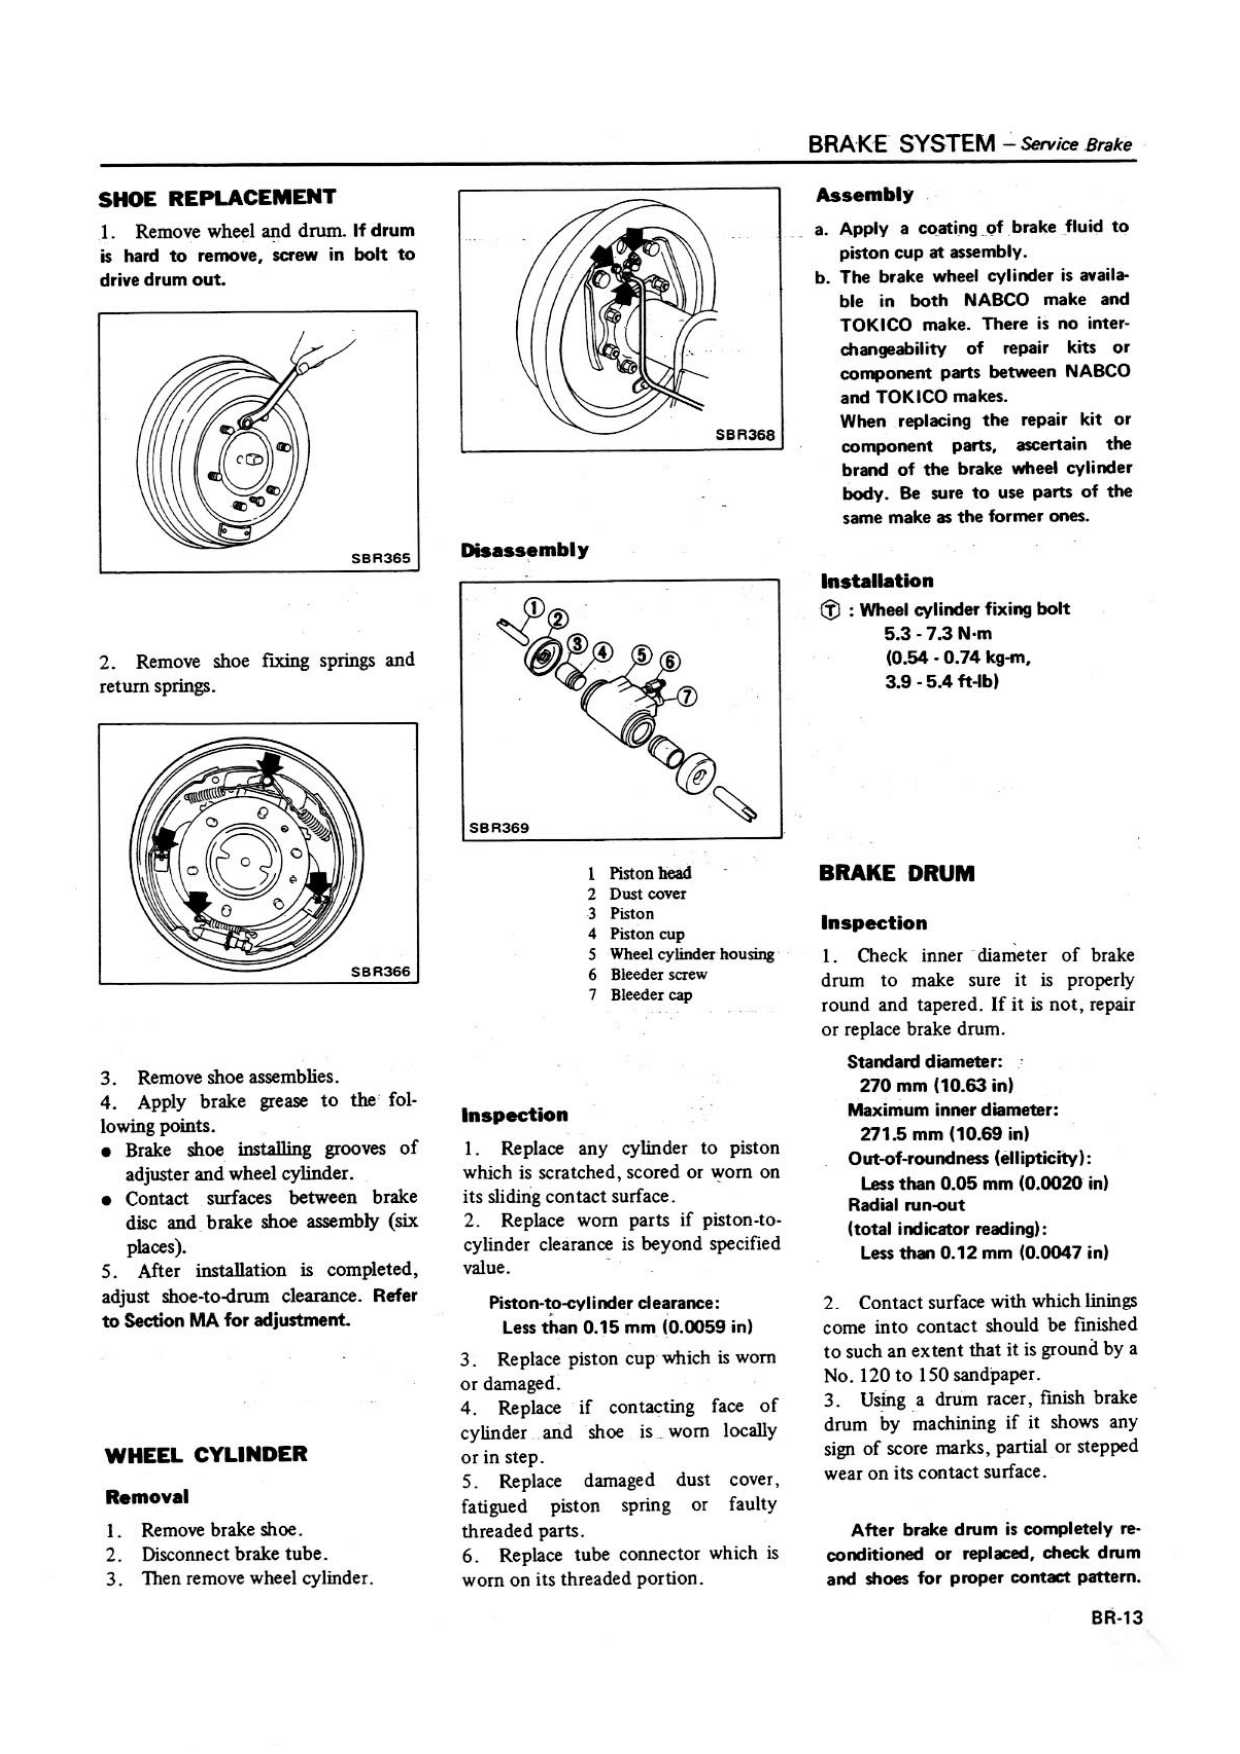 BRAKE SYSTEM – Service Brake
SHOE REPLACEMENT
1. Remove wheel and drum. If drum
is hard to remove, screw in bolt to
drive drum out.
SBR365
2. Remove shoe fixing springs and
return springs.
SBR366
3. Remove shoe assemblies.
4. Apply brake grease to the fol-
lowing points.
● Brake shoe installing grooves of
adjuster and wheel cylinder.
● Contact surfaces between brake
disc and brake shoe assembly (six
places).
5. After installation is completed,
adjust shoe-to-drum clearance. Refer
to Section MA for adjustment.
WHEEL CYLINDER
Removal
1. Remove brake shoe.
2. Disconnect brake tube.
3. Then remove wheel cylinder.
SBR368
Disassembly
1
2
3
4
5
6
7
SBR369
1 Piston head
2 Dust cover
3 Piston
4 Piston cup
5 Wheel cylinder housing
6 Bleeder screw
7 Bleeder cap
Inspection
1. Replace any cylinder to piston
which is scratched, scored or worn on
its sliding contact surface.
2. Replace worn parts if piston-to-
cylinder clearance is beyond specified
value.
Piston-to-cylinder clearance:
Less than 0.15 mm (0.0059 in)
3. Replace piston cup which is worn
or damaged.
4. Replace if contacting face of
cylinder and shoe is worn locally
or in step.
5. Replace damaged dust cover,
fatigued piston spring or faulty
threaded parts.
6. Replace tube connector which is
worn on its threaded portion.
Assembly
a. Apply a coating of brake fluid to
piston cup at assembly.
b. The brake wheel cylinder is availa-
ble in both NABCO make and
TOKICO make. There is no inter-
changeability of repair kits or
component parts between NABCO
and TOKICO makes.
When replacing the repair kit or
component parts, ascertain the
brand of the brake wheel cylinder
body. Be sure to use parts of the
same make as the former ones.
Installation
Ⓣ : Wheel cylinder fixing bolt
5.3 - 7.3 N·m
(0.54 - 0.74 kg-m,
3.9 - 5.4 ft-lb)
BRAKE DRUM
Inspection
1. Check inner diameter of brake
drum to make sure it is properly
round and tapered. If it is not, repair
or replace brake drum.
Standard diameter:
270 mm (10.63 in)
Maximum inner diameter:
271.5 mm (10.69 in)
Out-of-roundness (ellipticity):
Less than 0.05 mm (0.0020 in)
Radial run-out
(total indicator reading):
Less than 0.12 mm (0.0047 in)
2. Contact surface with which linings
come into contact should be finished
to such an extent that it is ground by a
No. 120 to 150 sandpaper.
3. Using a drum racer, finish brake
drum by machining if it shows any
sign of score marks, partial or stepped
wear on its contact surface.
After brake drum is completely re-
conditioned or replaced, check drum
and shoes for proper contact pattern.
BR-13